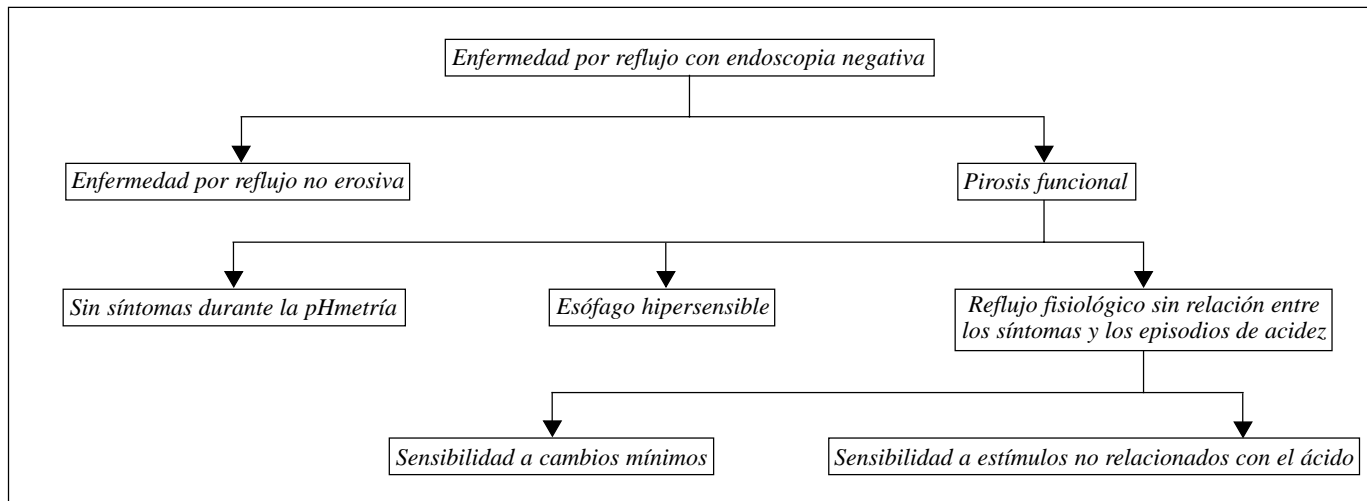 Enfermedad por reflujo con endoscopia negativa
Enfermedad por reflujo no erosiva
Pirosis funcional
Sin síntomas durante la pHmetría
Esófago hipersensible
Reflujo fisiológico sin relación entre
los síntomas y los episodios de acidez
Sensibilidad a cambios mínimos
Sensibilidad a estímulos no relacionados con el ácido